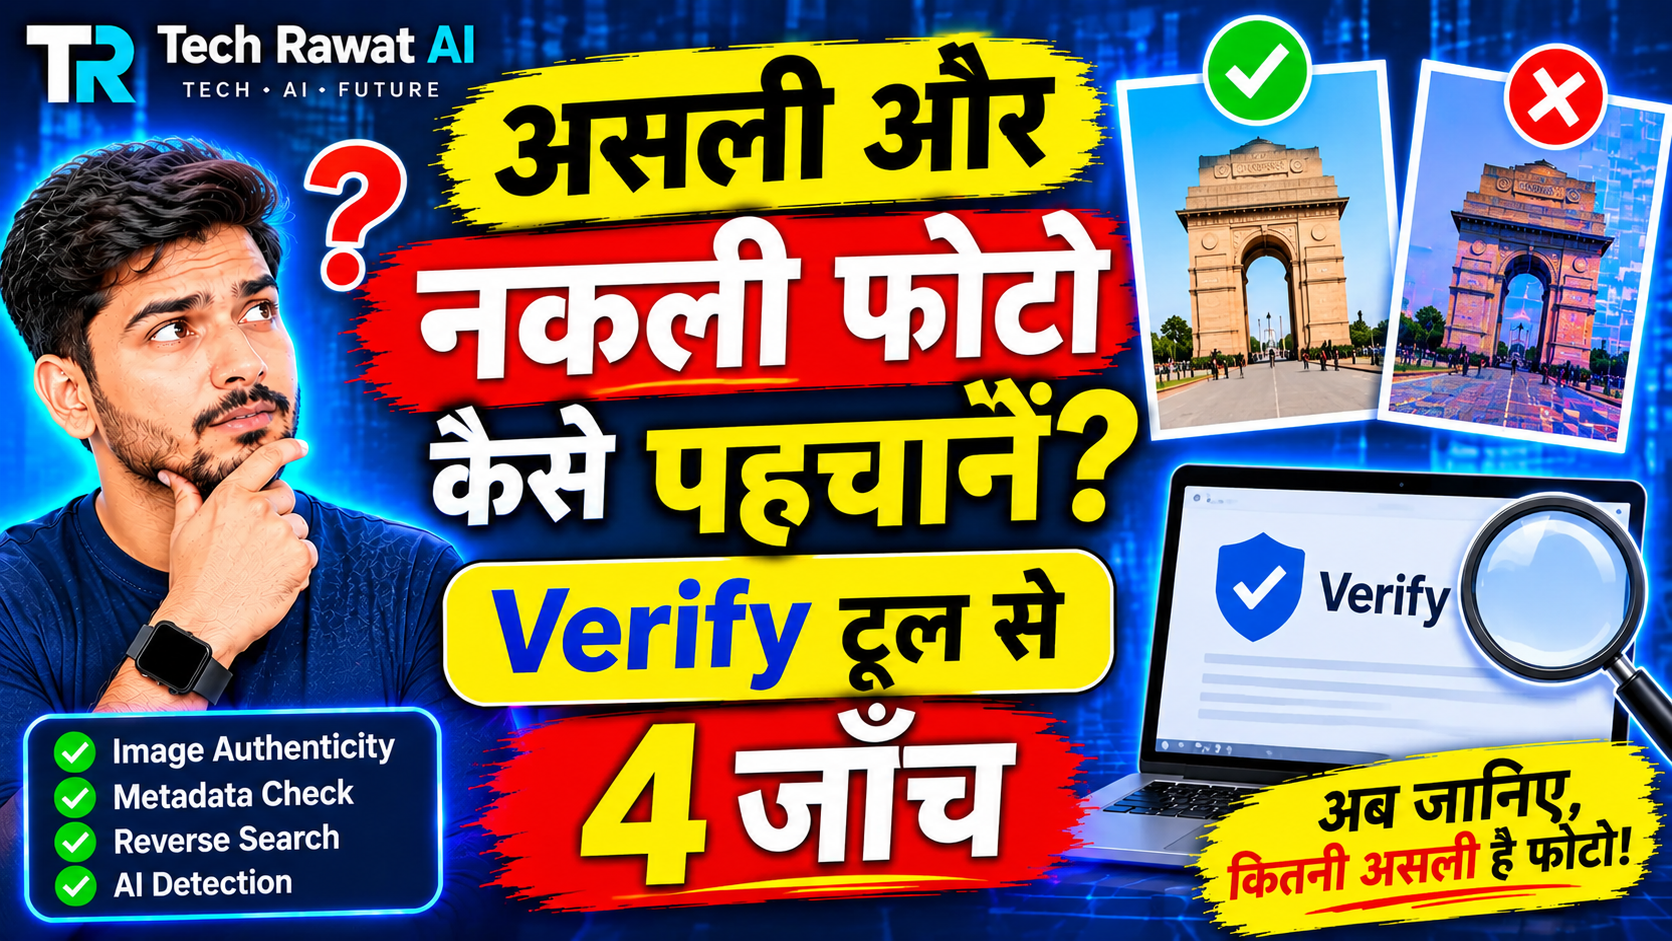 TR Tech Rawat AI
TECH • AI • FUTURE
असली और
नकली फोटो
कैसे पहचानें?
Verify टूल से
4 जाँच
?
Verify
Image Authenticity
Metadata Check
Reverse Search
AI Detection
अब जानिए,
कितनी असली है फोटो!